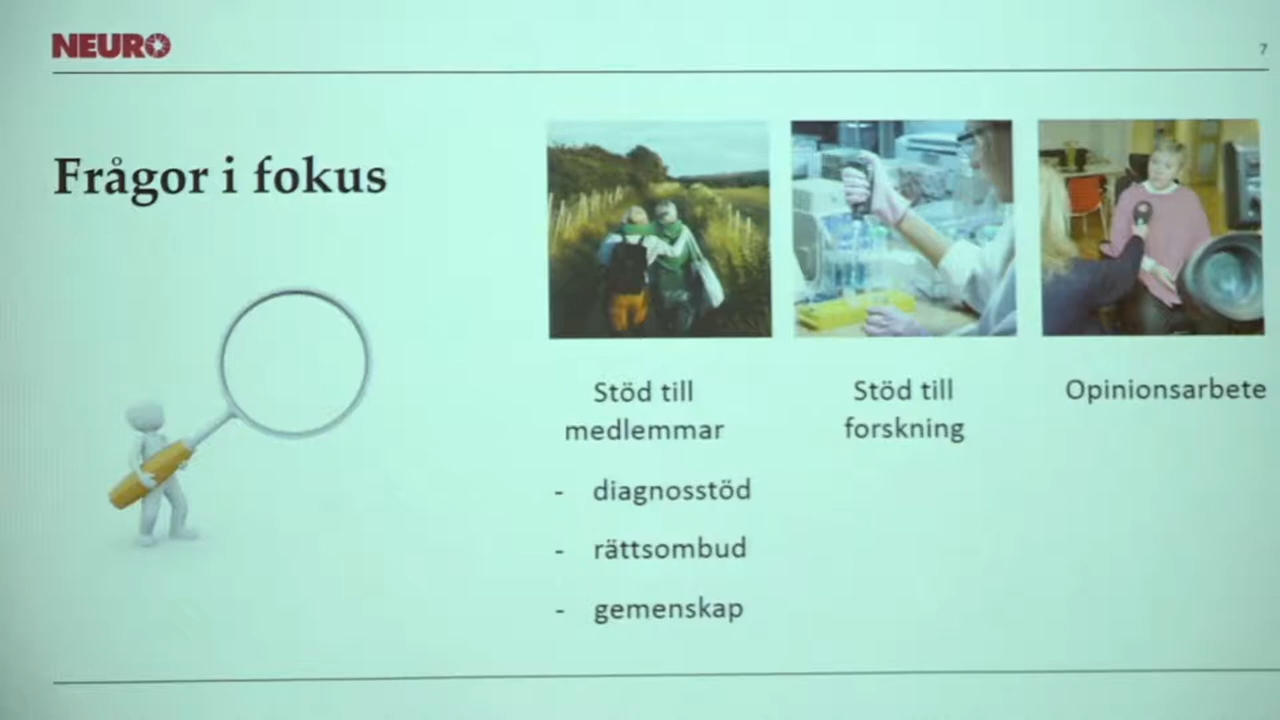 NEURO
7
Frågor i fokus
Stöd till
medlemmar
- diagnosstöd
- rättsombud
- gemenskap
Stöd till
forskning
Opinionsarbete